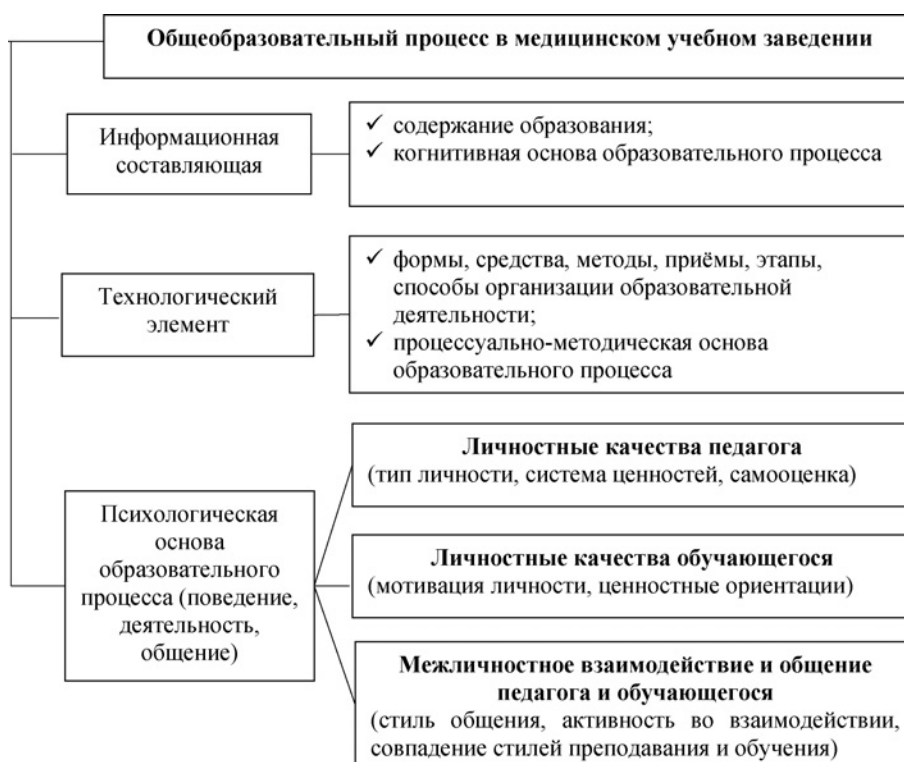 Общеобразовательный процесс в медицинском учебном заведении
Информационная
составляющая
✓ содержание образования;
✓ когнитивная основа образовательного процесса
Технологический
элемент
✓ формы, средства, методы, приёмы, этапы,
способы организации образовательной
деятельности;
✓ процессуально-методическая основа
образовательного процесса
Психологическая
основа
образовательного
процесса (поведение,
деятельность,
общение)
Личностные качества педагога
(тип личности, система ценностей, самооценка)
Личностные качества обучающегося
(мотивация личности, ценностные ориентации)
Межличностное взаимодействие и общение
педагога и обучающегося
(стиль общения, активность во взаимодействии,
совпадение стилей преподавания и обучения)